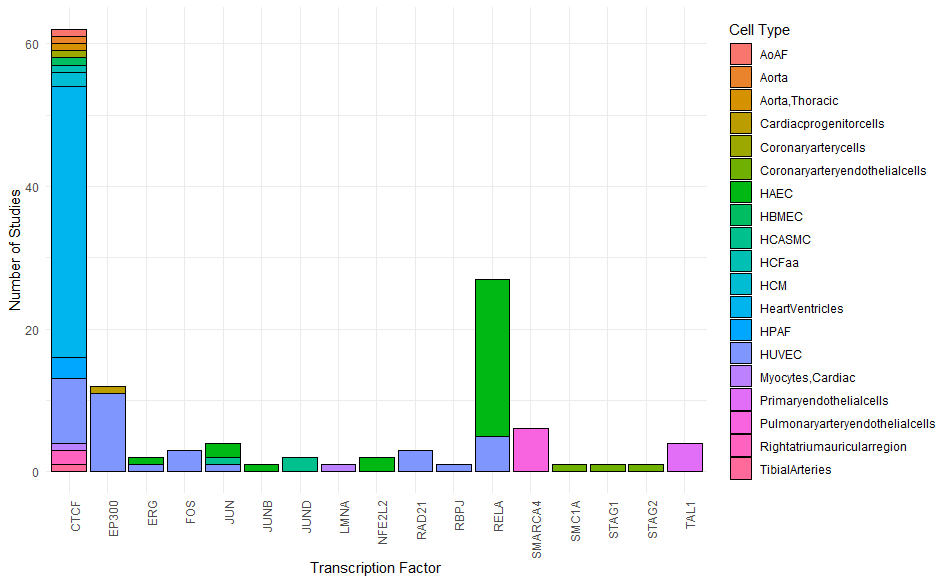 Number of Studies
60
40
20
0
CTCF
EP300
ERG
FOS
JUN
JUNB
JUND
LMNA
NFE2L2
RAD21
RBPJ
RELA
SMARCA4
SMC1A
STAG1
STAG2
TAL1
Transcription Factor
Cell Type
AoAF
Aorta
Aorta,Thoracic
Cardiacprogenitorcells
Coronaryarterycells
Coronaryarteryendothelialcells
HAEC
HBMEC
HCASMC
HCFaa
HCM
HeartVentricles
HPAF
HUVEC
Myocytes,Cardiac
Primaryendothelialcells
Pulmonaryarteryendothelialcells
Rightatriumauricularregion
TibialArteries